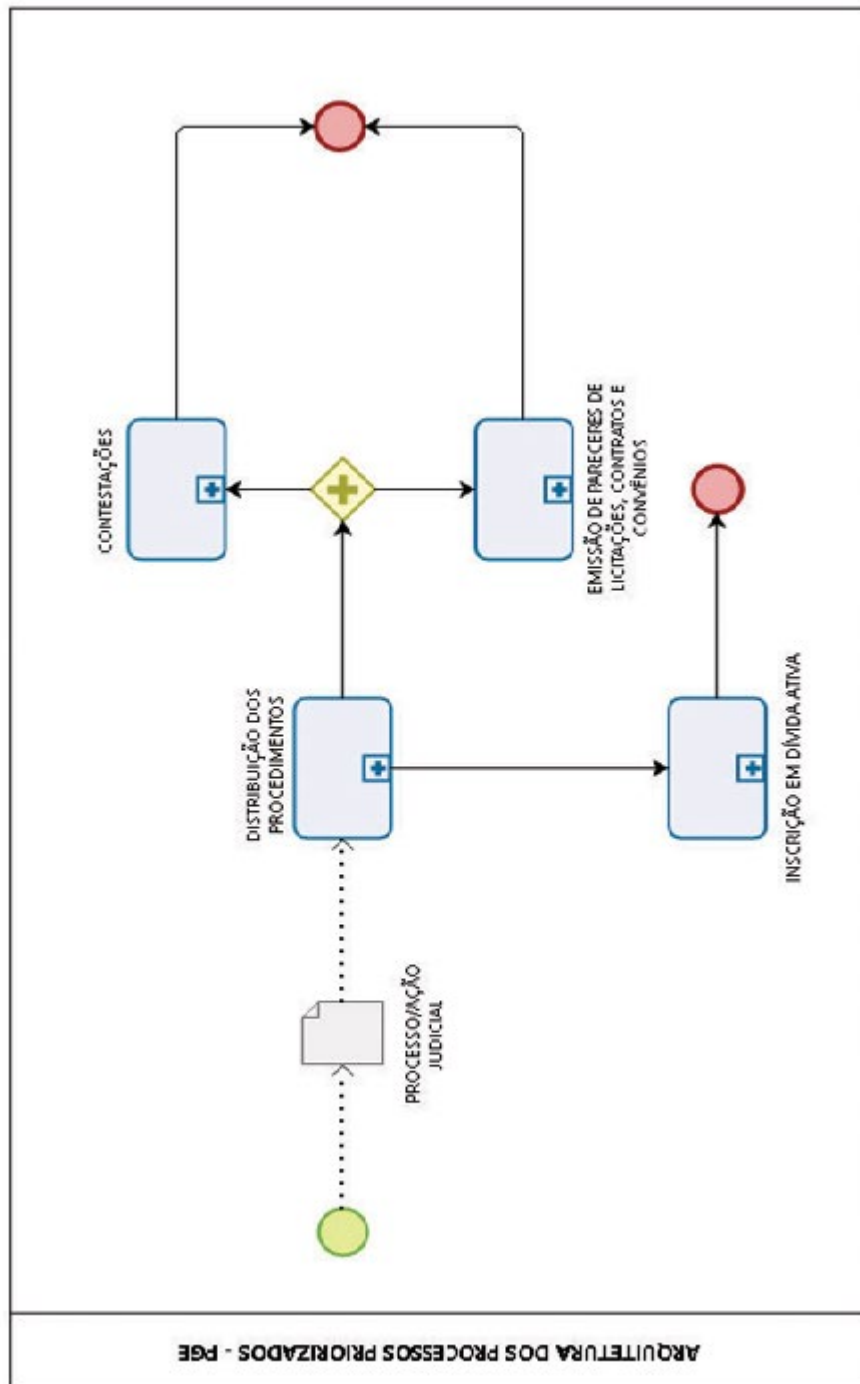 ARQUITETURA DOS PROCESSOS PRIORIZADOS - PGE
PROCESSO/AÇÃO
JUDICIAL
DISTRIBUIÇÃO DOS
PROCEDIMENTOS
CONTESTAÇÕES
EMISSÃO DE PARECERES DE
LICITAÇÕES, CONTRATOS E
CONVÊNIOS
INSCRIÇÃO EM DÍVIDA ATIVA